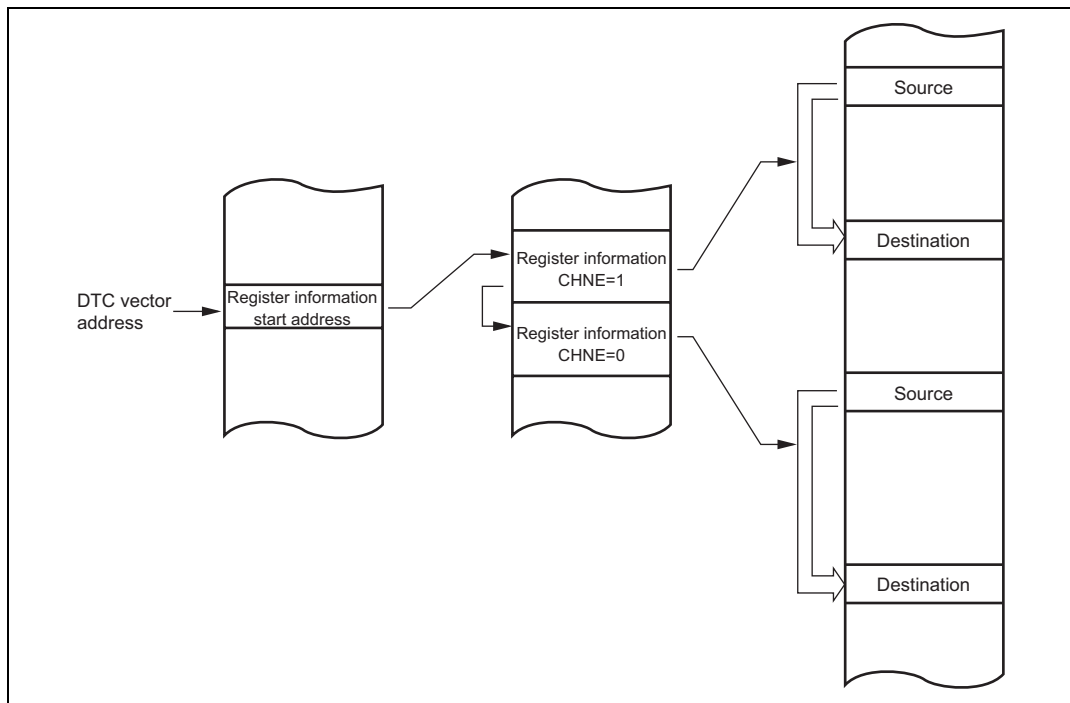 DTC vector
address
Register information
start address
Register information
CHNE=1
Register information
CHNE=0
Source
Destination
Source
Destination